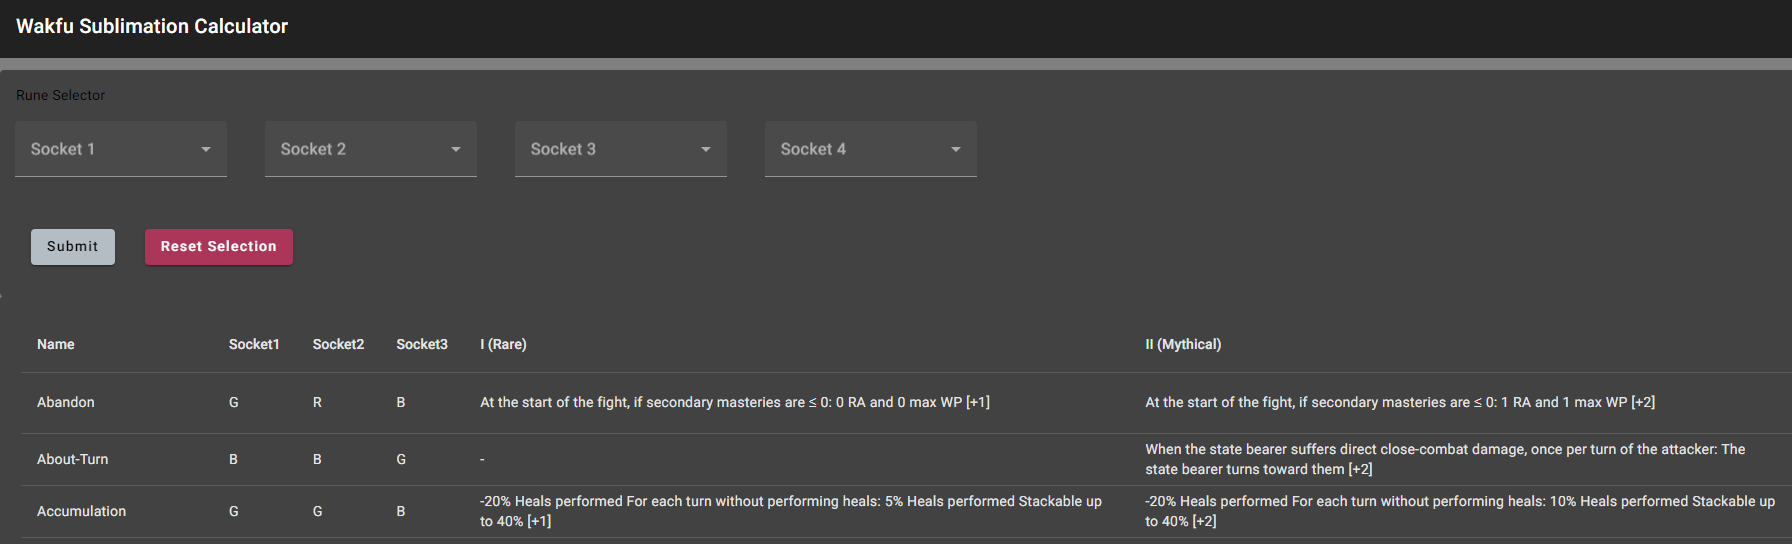 Wakfu Sublimation Calculator
Rune Selector
Socket 1 Socket 2 Socket 3 Socket 4
Submit Reset Selection
Name Socket1 Socket2 Socket3 I (Rare) II (Mythical)
Abandon G R B At the start of the fight, if secondary masteries are ≤ 0: 0 RA and 0 max WP [+1] At the start of the fight, if secondary masteries are ≤ 0: 1 RA and 1 max WP [+2]
About-Turn B B G - When the state bearer suffers direct close-combat damage, once per turn of the attacker: The
state bearer turns toward them [+2]
Accumulation G G B -20% Heals performed For each turn without performing heals: 5% Heals performed Stackable up
to 40% [+1]
-20% Heals performed For each turn without performing heals: 10% Heals performed Stackable up
to 40% [+2]